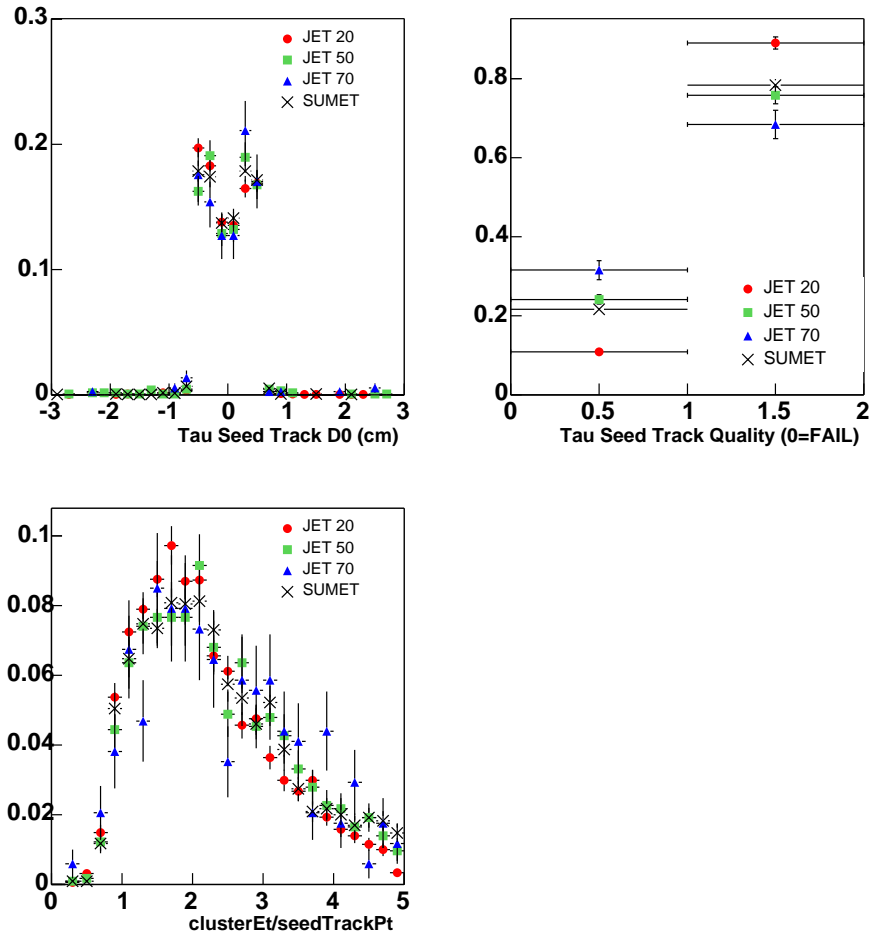 0.3
0.2
0.1
0
-3 -2 -1 0 1 2 3
Tau Seed Track D0 (cm)
JET 20
JET 50
JET 70
SUMET
0.8
0.6
0.4
0.2
0
0 0.5 1 1.5 2
Tau Seed Track Quality (0=FAIL)
JET 20
JET 50
JET 70
SUMET
0.1
0.08
0.06
0.04
0.02
0
0 1 2 3 4 5
clusterEt/seedTrackPt
JET 20
JET 50
JET 70
SUMET